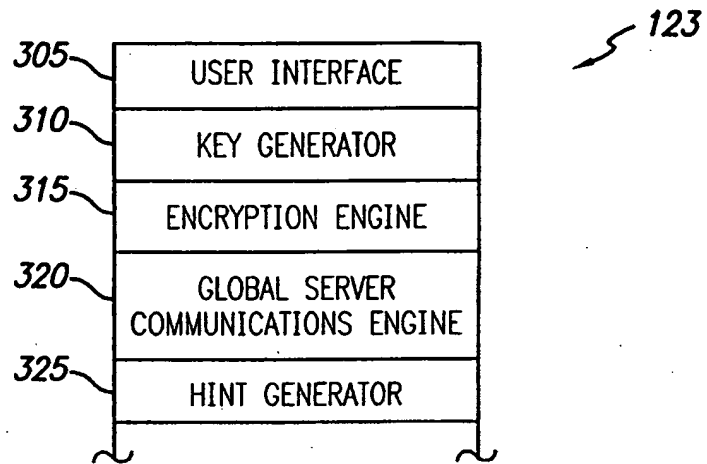 123
305 USER INTERFACE
310 KEY GENERATOR
315 ENCRYPTION ENGINE
320 GLOBAL SERVER
COMMUNICATIONS ENGINE
325 HINT GENERATOR